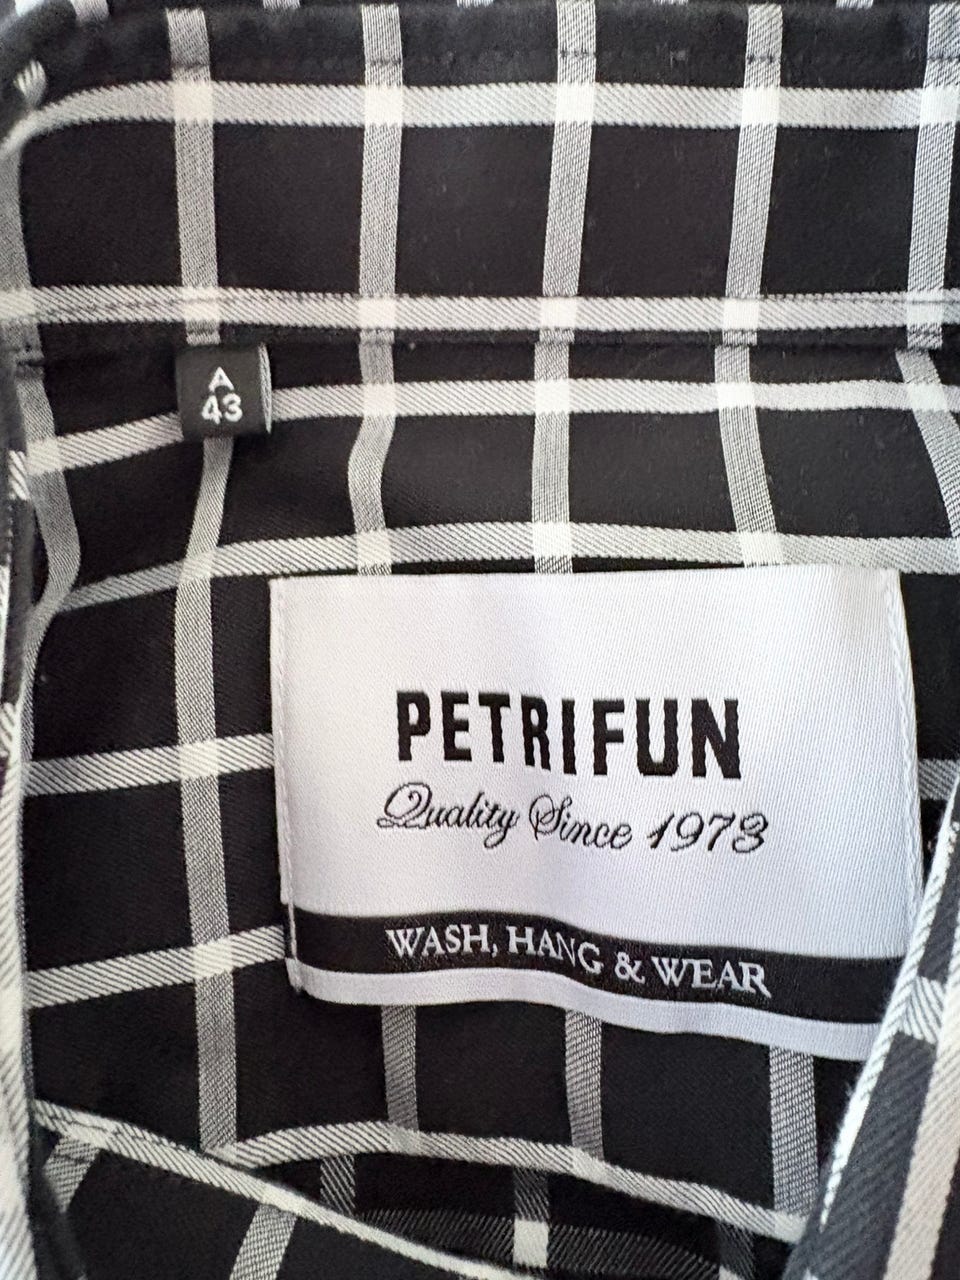 A
43
PETRIFUN
Quality Since 1973
WASH, HANG & WEAR